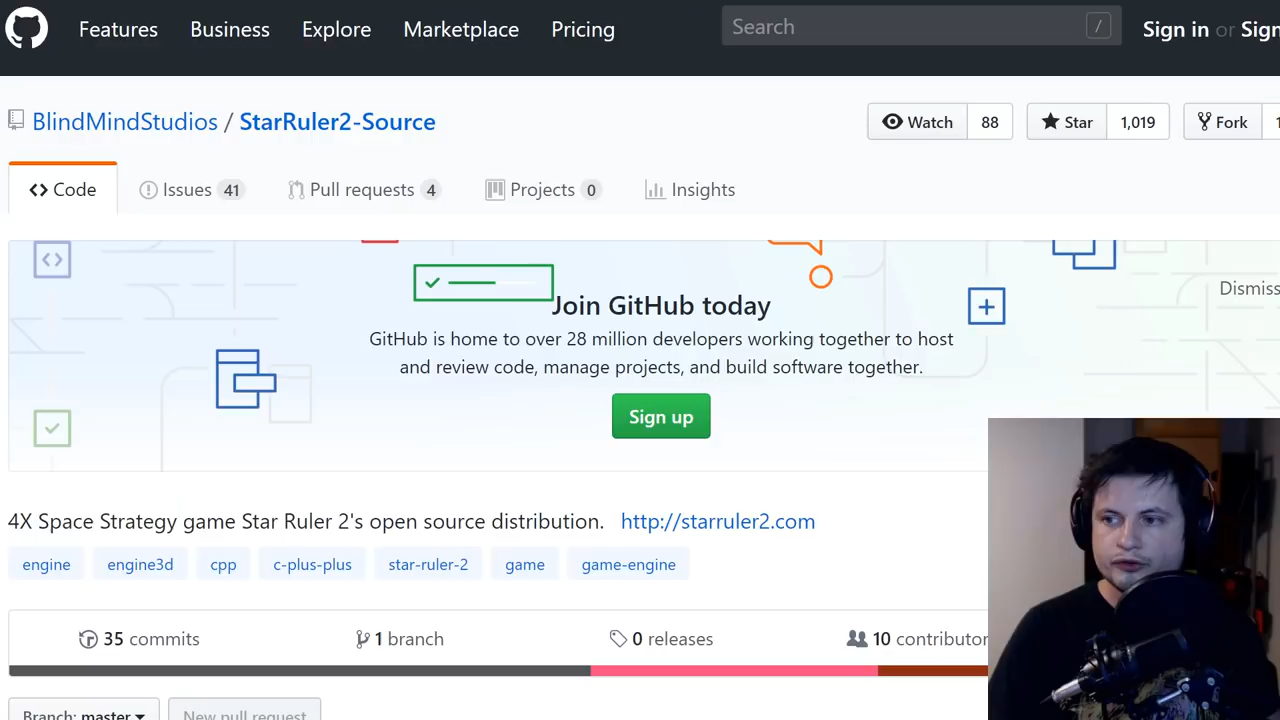 Features Business Explore Marketplace Pricing Search / Sign in or Sign
BlindMindStudios / StarRuler2-Source Watch 88 Star 1,019 Fork
Code Issues 41 Pull requests 4 Projects 0 Insights
Join GitHub today
Dismiss
GitHub is home to over 28 million developers working together to host
and review code, manage projects, and build software together.
Sign up
4X Space Strategy game Star Ruler 2's open source distribution. http://starruler2.com
engine engine3d cpp c-plus-plus star-ruler-2 game game-engine
35 commits 1 branch 0 releases 10 contributor
Branch: master New pull request